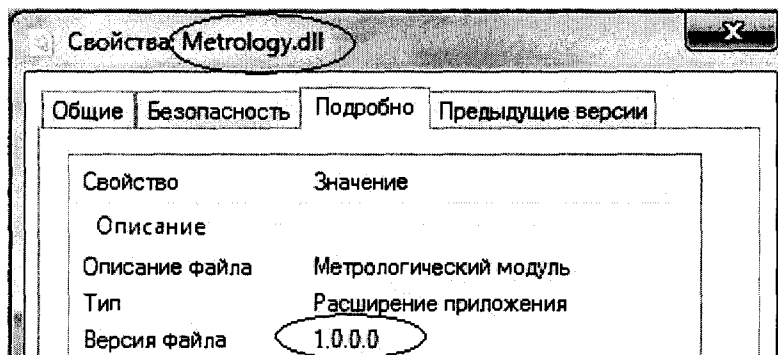 Свойства: Metrology.dll
Общие Безопасность Подробно Предыдущие версии
Свойство Значение
Описание
Описание файла Метрологический модуль
Тип Расширение приложения
Версия файла 1.0.0.0